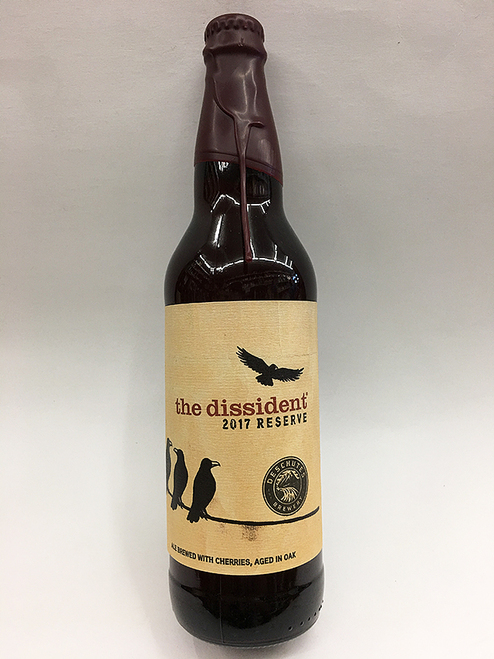 the dissident®
2017 RESERVE
DESCHUTES
BREWERY
ALE BREWED WITH CHERRIES, AGED IN OAK